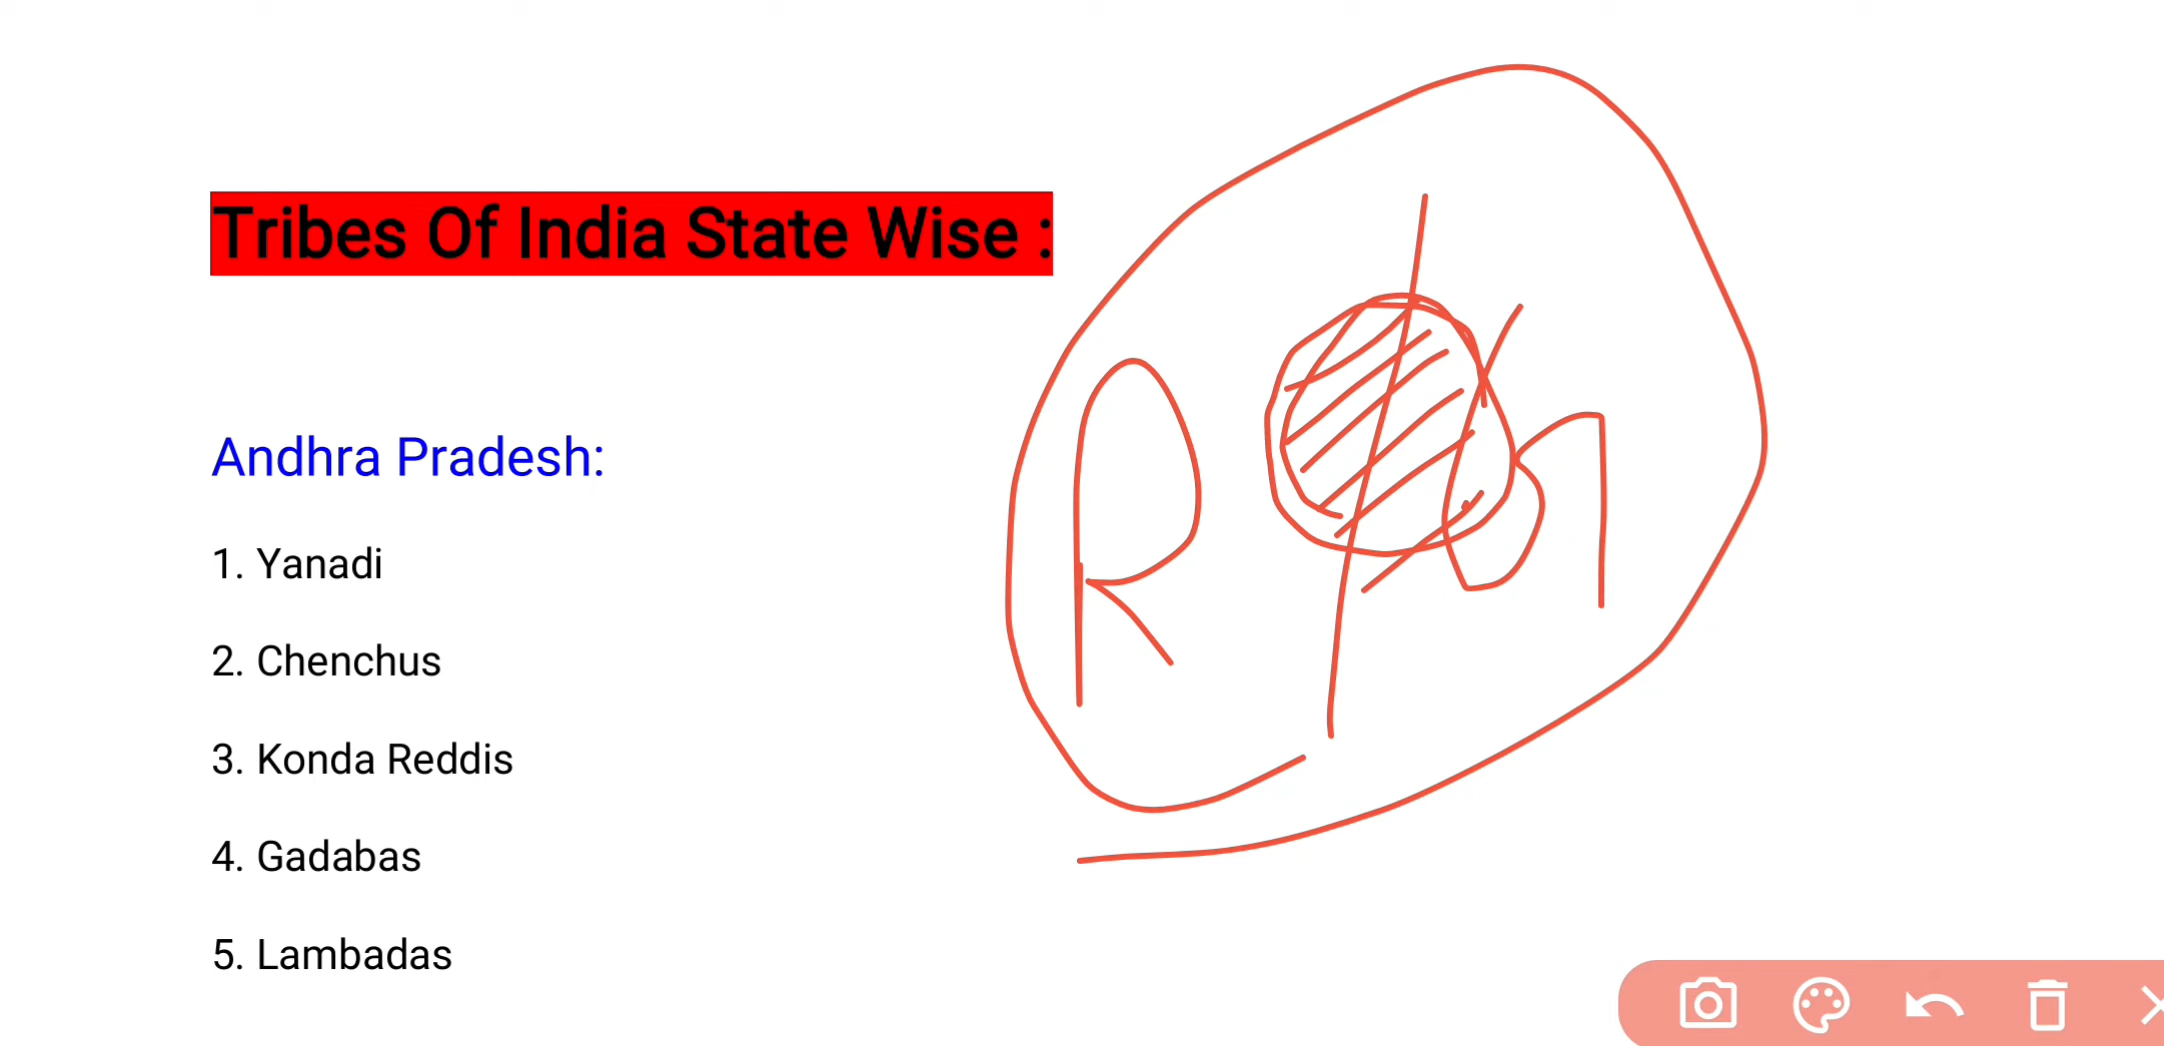 Tribes Of India State Wise :
Andhra Pradesh:
1. Yanadi
2. Chenchus
3. Konda Reddis
4. Gadabas
5. Lambadas